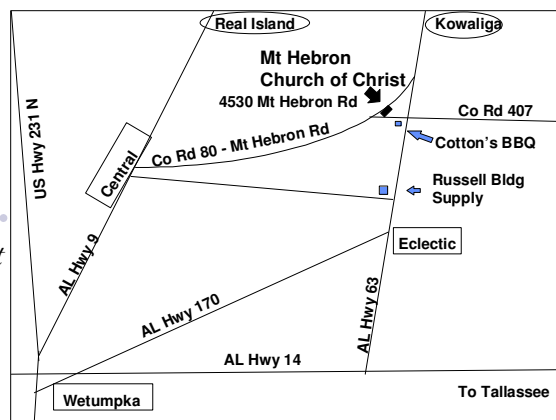 Real Island
Kowaliga
Mt Hebron
Church of Christ
4530 Mt Hebron Rd
US Hwy 231 N
Co Rd 407
Co Rd 80 - Mt Hebron Rd
Cotton's BBQ
Central
Russell Bldg
Supply
Eclectic
AL Hwy 9
AL Hwy 63
AL Hwy 170
AL Hwy 14
Wetumpka
To Tallassee